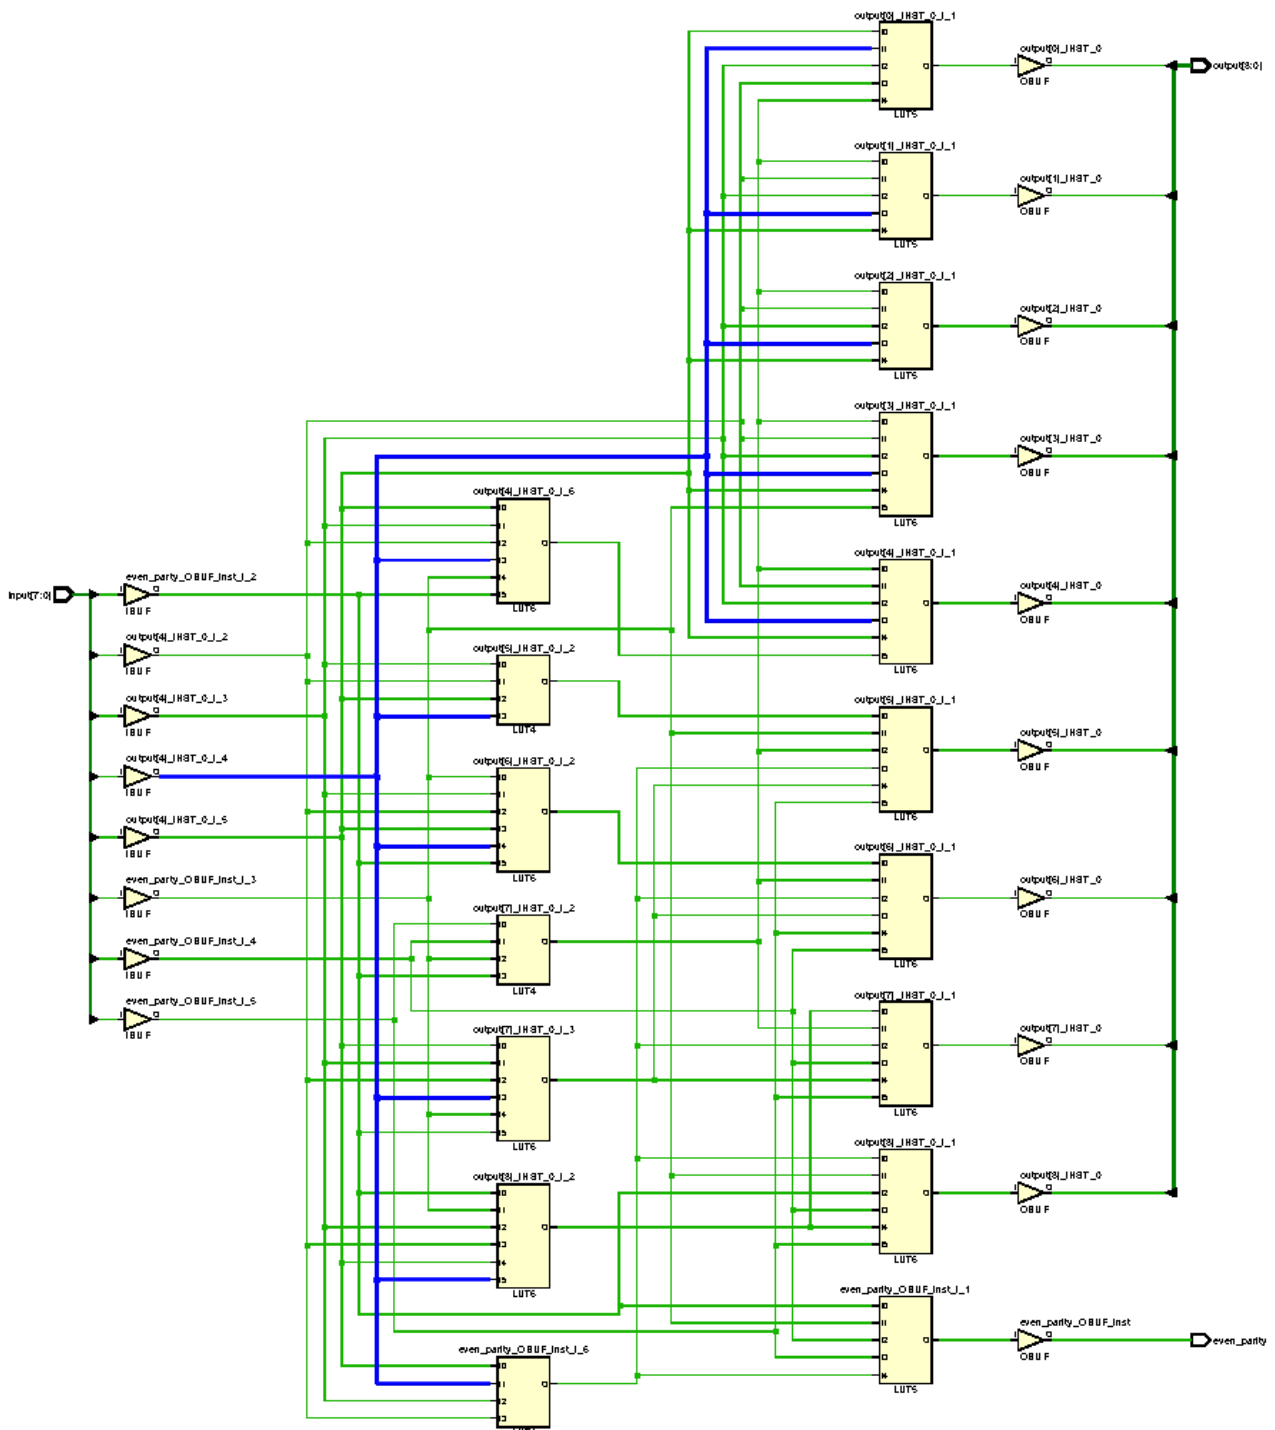 output[0]_INST_0_i_1
output[0]_INST_0
OBUF
output[8:0]
LUT5
output[1]_INST_0_i_1
output[1]_INST_0
OBUF
LUT5
output[2]_INST_0_i_1
output[2]_INST_0
OBUF
LUT5
output[3]_INST_0_i_1
output[3]_INST_0
OBUF
LUT6
output[4]_INST_0_i_6
LUT6
output[4]_INST_0_i_1
output[4]_INST_0
OBUF
LUT6
input[7:0]
even_parity_OBUF_inst_i_2
IBUF
output[4]_INST_0_i_2
IBUF
output[4]_INST_0_i_3
IBUF
output[4]_INST_0_i_4
IBUF
output[4]_INST_0_i_5
IBUF
even_parity_OBUF_inst_i_3
IBUF
even_parity_OBUF_inst_i_4
IBUF
even_parity_OBUF_inst_i_5
IBUF
output[5]_INST_0_i_2
LUT4
output[5]_INST_0_i_1
output[5]_INST_0
OBUF
LUT6
output[6]_INST_0_i_2
LUT6
output[6]_INST_0_i_1
output[6]_INST_0
OBUF
LUT6
output[7]_INST_0_i_2
LUT4
output[7]_INST_0_i_1
output[7]_INST_0
OBUF
LUT6
output[7]_INST_0_i_3
LUT6
output[8]_INST_0_i_1
output[8]_INST_0
OBUF
LUT6
output[8]_INST_0_i_2
LUT6
even_parity_OBUF_inst_i_1
even_parity_OBUF_inst
OBUF
even_parity
LUT5
even_parity_OBUF_inst_i_6